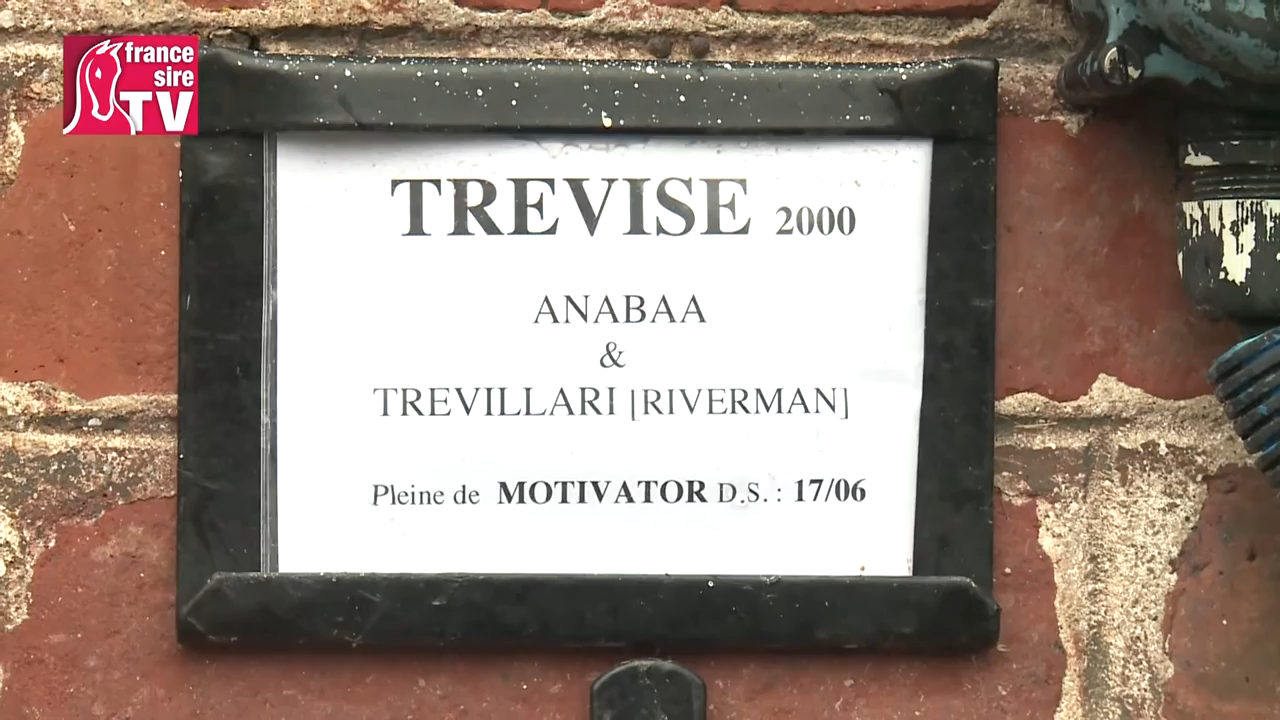 france
sire
TV
TREVISE 2000
ANABAA
&
TREVILLARI [RIVERMAN]
Pleine de MOTIVATOR D.S. : 17/06